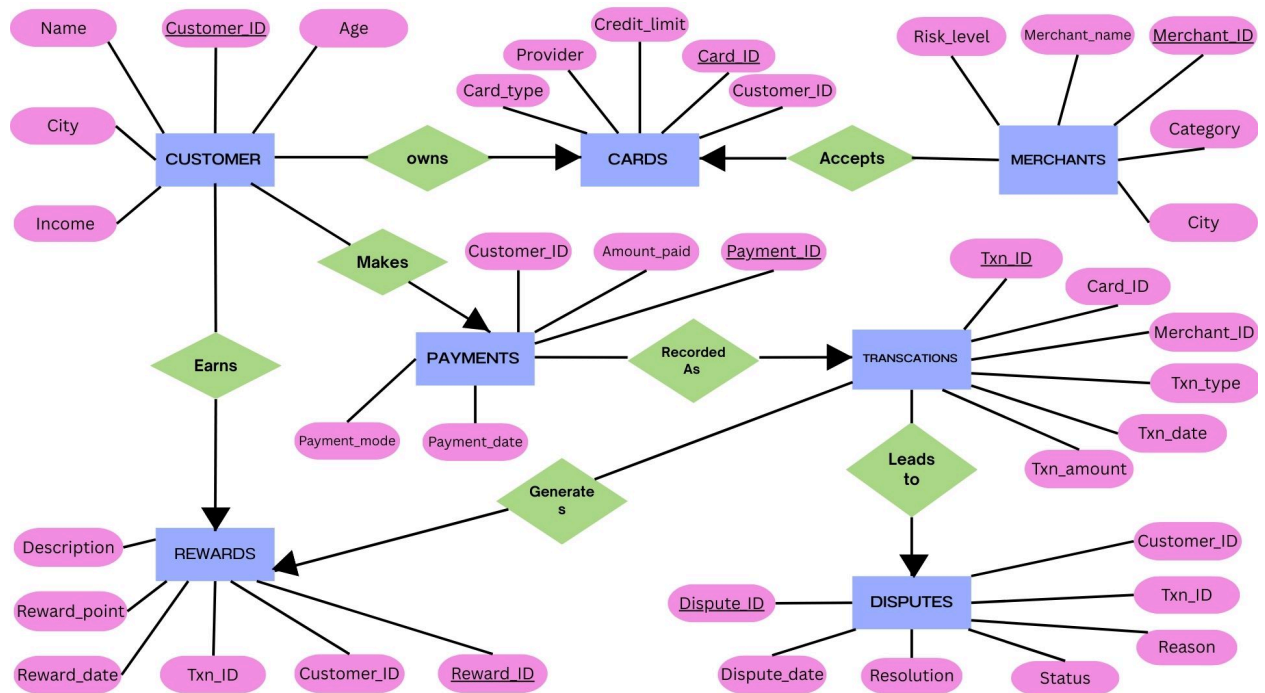 Name
Customer_ID
Age
City
CUSTOMER
Income
owns
Credit_limit
Provider
Card_ID
Card_type
Customer_ID
CARDS
Accepts
Risk_level
Merchant_name
Merchant_ID
Category
MERCHANTS
City
Makes
Customer_ID
Amount_paid
Payment_ID
PAYMENTS
Payment_mode
Payment_date
Recorded
As
Txn_ID
Card_ID
Merchant_ID
TRANSCATIONS
Txn_type
Txn_date
Txn_amount
Earns
Generate
s
Leads
to
Description
REWARDS
Reward_point
Reward_date
Txn_ID
Customer_ID
Reward_ID
Customer_ID
Dispute_ID
DISPUTES
Txn_ID
Reason
Dispute_date
Resolution
Status